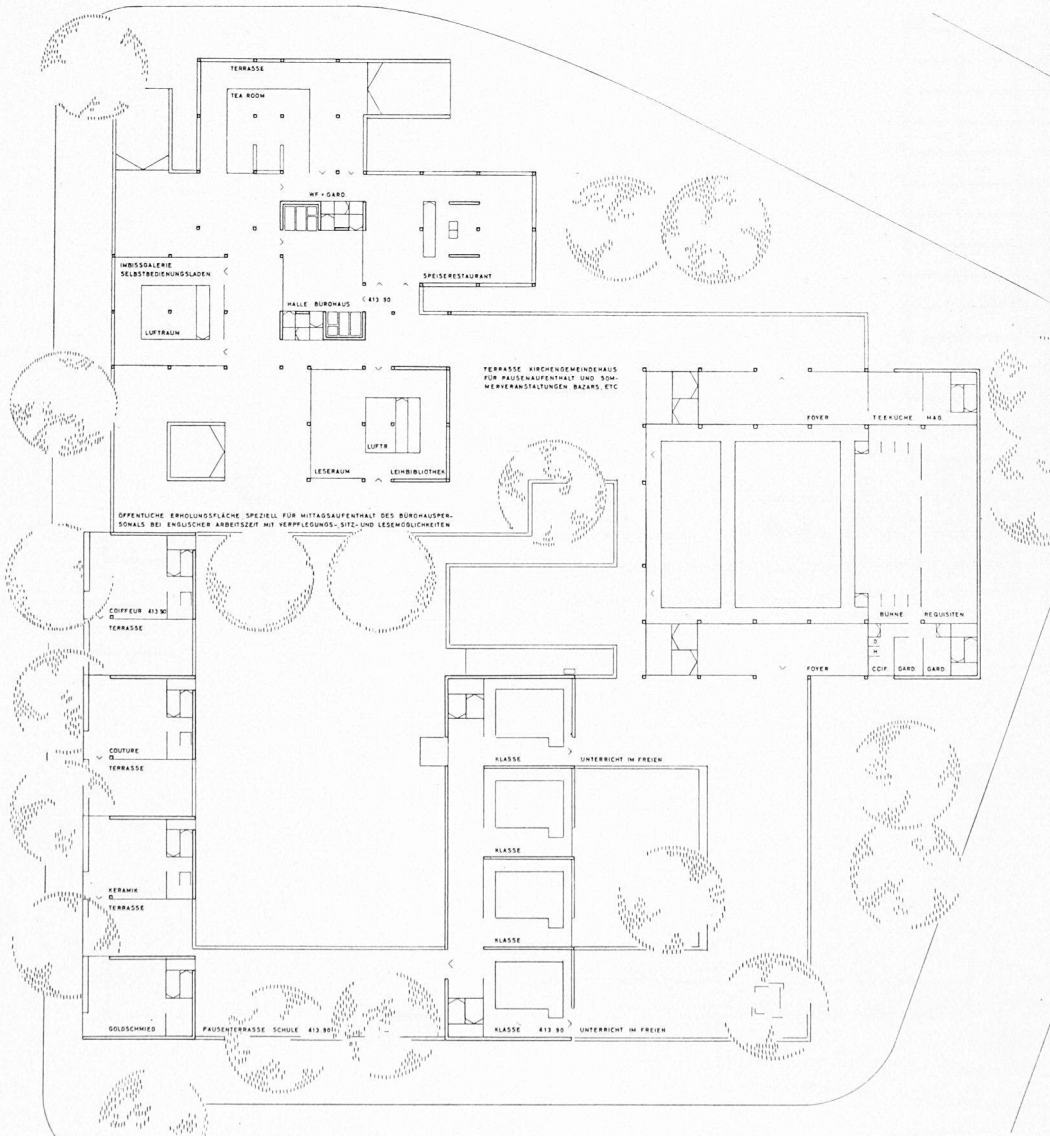 TERRASSE
TEA ROOM
WF + GARD.
IMBISSGALERIE
SELBSTBEDIENUNGSLADEN
SPEISERESTAURANT
HALLE BÜROHAUS
413 90
LUFTRAUM
TERRASSE KIRCHENGEMEINDEHAUS
FÜR PAUSENAUFENTHALT UND SOM-
MERVERANSTALTUNGEN BAZARS, ETC
FOYER
TEEKÜCHE
MAG.
LUFTR
LESERAUM
LEIHBIBLIOTHEK
ÖFFENTLICHE ERHOLUNGSFLÄCHE SPEZIELL FÜR MITTAGSAUFENTHALT DES BÜROHAUSPER-
SONALS BEI ENGLISCHER ARBEITSZEIT MIT VERPFLEGUNGS-, SITZ- UND LESEMÖGLICHKEITEN
COIFFEUR 413 90
TERRASSE
BÜHNE
REQUISITEN
D
H
FOYER
COIF.
GARD
GARD
COUTURE
TERRASSE
KLASSE
UNTERRICHT IM FREIEN
KLASSE
KERAMIK
TERRASSE
KLASSE
GOLDSCHMIED
PAUSENTERRASSE SCHULE 413.90
KLASSE 413 90
UNTERRICHT IM FREIEN